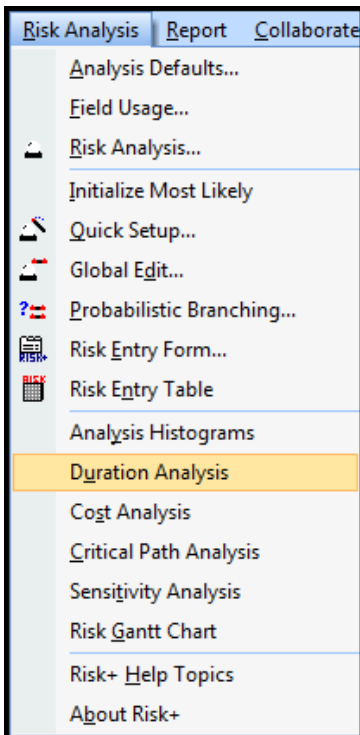 Risk Analysis Report Collaborate
Analysis Defaults...
Field Usage...
Risk Analysis...
Initialize Most Likely
Quick Setup...
Global Edit...
? Probabilistic Branching...
RISK+ Risk Entry Form...
RISK Risk Entry Table
Analysis Histograms
Duration Analysis
Cost Analysis
Critical Path Analysis
Sensitivity Analysis
Risk Gantt Chart
Risk+ Help Topics
About Risk+